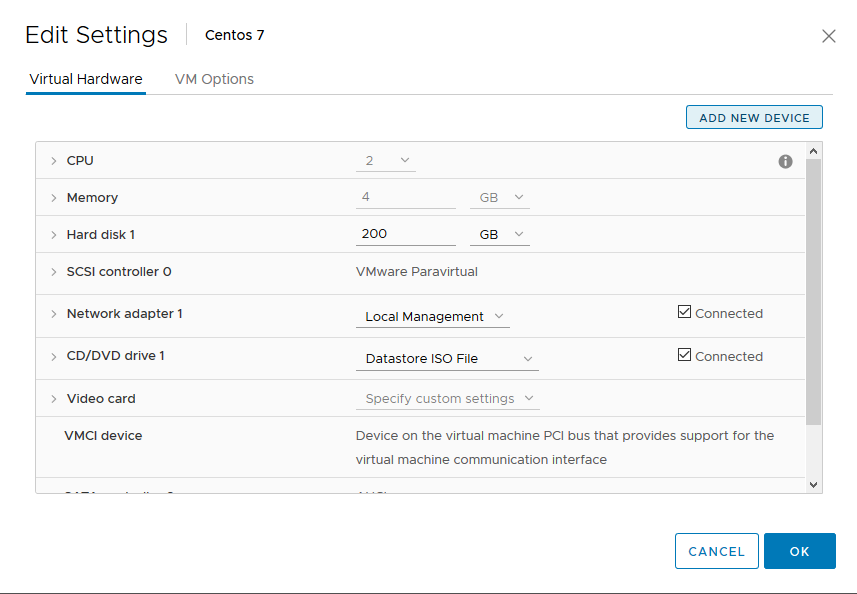 Edit Settings Centos 7
Virtual Hardware VM Options
ADD NEW DEVICE
CPU 2
Memory 4 GB
Hard disk 1 200 GB
SCSI controller 0 VMware Paravirtual
Network adapter 1 Local Management Connected
CD/DVD drive 1 Datastore ISO File Connected
Video card Specify custom settings
VMCI device Device on the virtual machine PCI bus that provides support for the
virtual machine communication interface
CANCEL OK